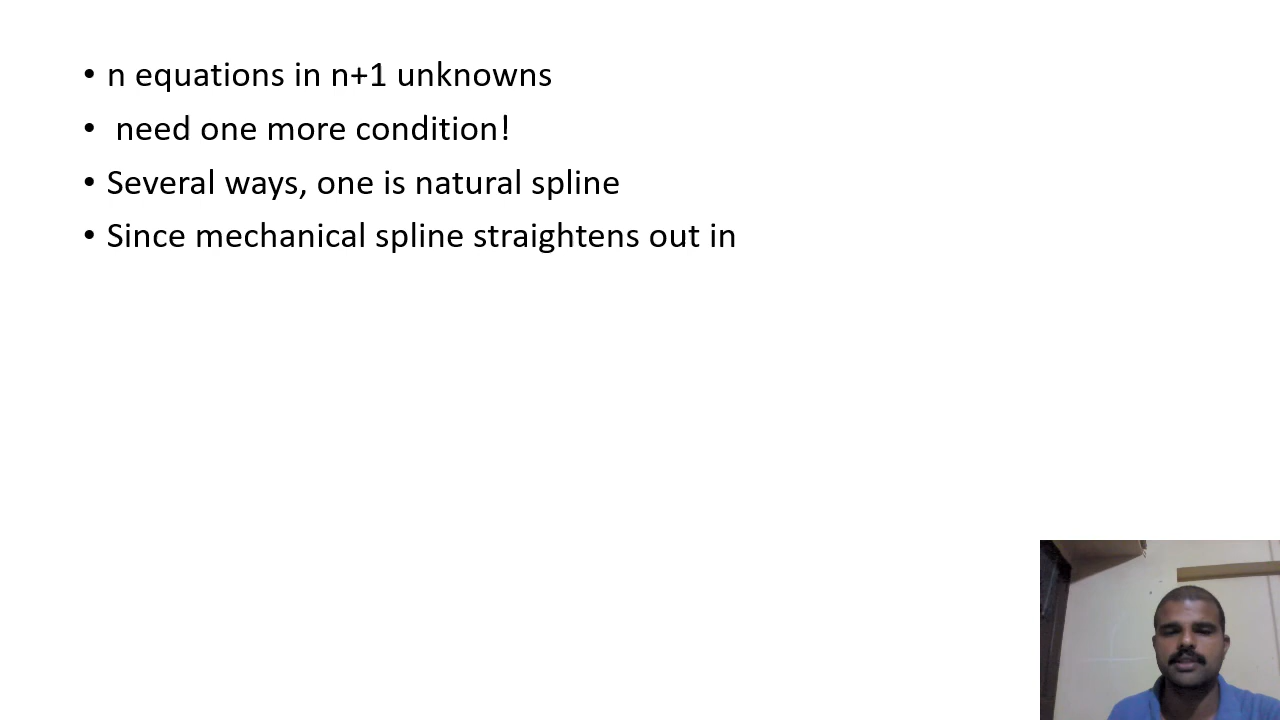 • n equations in n+1 unknowns
• need one more condition!
• Several ways, one is natural spline
• Since mechanical spline straightens out in